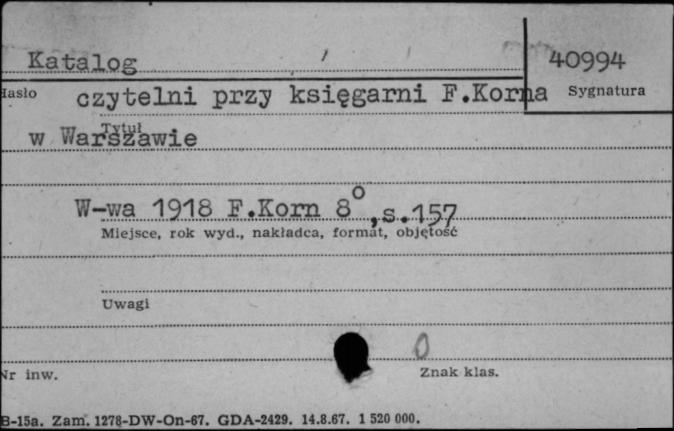 Katalog
40994
Hasło
czytelni przy księgarni F.Korna
Sygnatura
Tytuł
w Warszawie
W-wa 1918 F.Korn 8⁰,s.157
Miejsce, rok wyd., nakładca, format, objętość
Uwagi
0
Nr inw.
Znak klas.
B-15a. Zam. 1278-DW-On-67. GDA-2429. 14.8.67. 1 520 000.